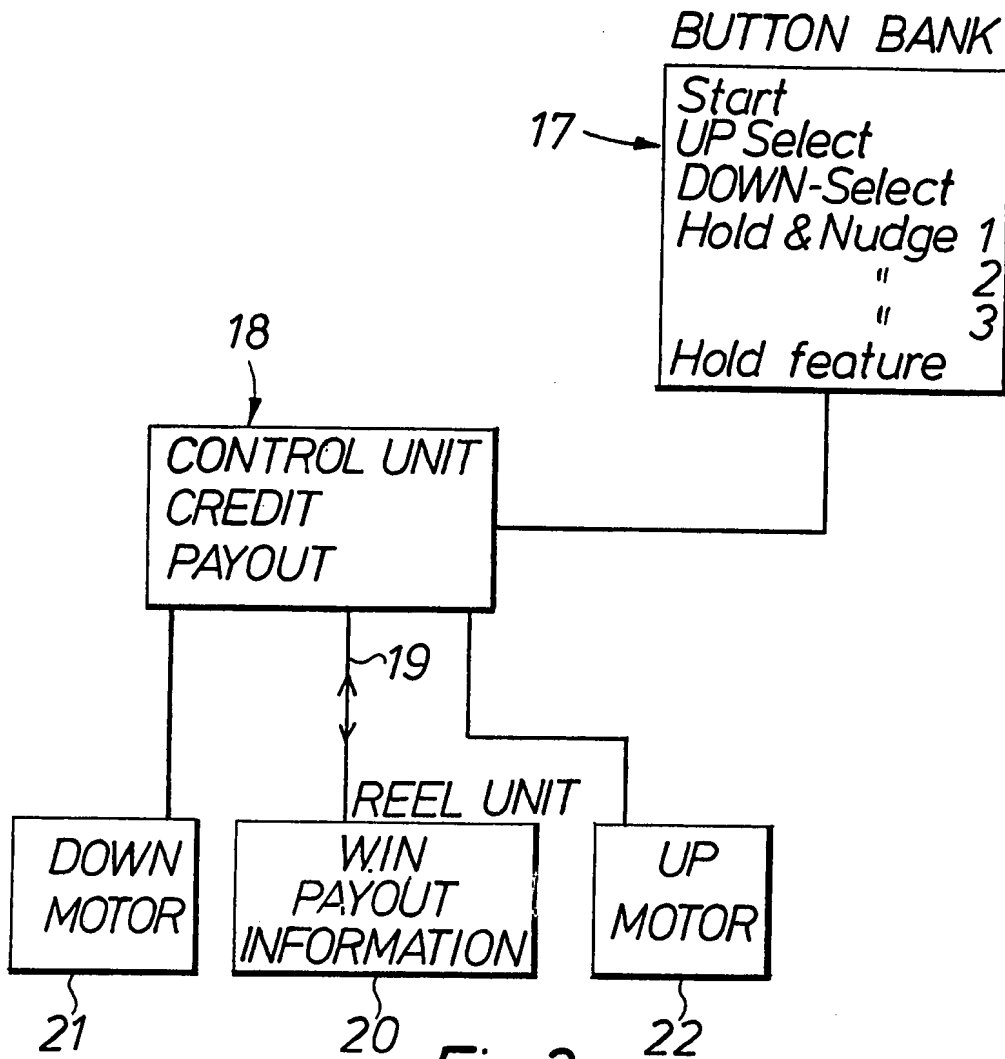 BUTTON BANK
Start
UP Select
DOWN-Select
Hold & Nudge 1
" 2
" 3
Hold feature
17
18
CONTROL UNIT
CREDIT
PAYOUT
19
REEL UNIT
DOWN
MOTOR
WIN
PAYOUT
INFORMATION
UP
MOTOR
21
20
22